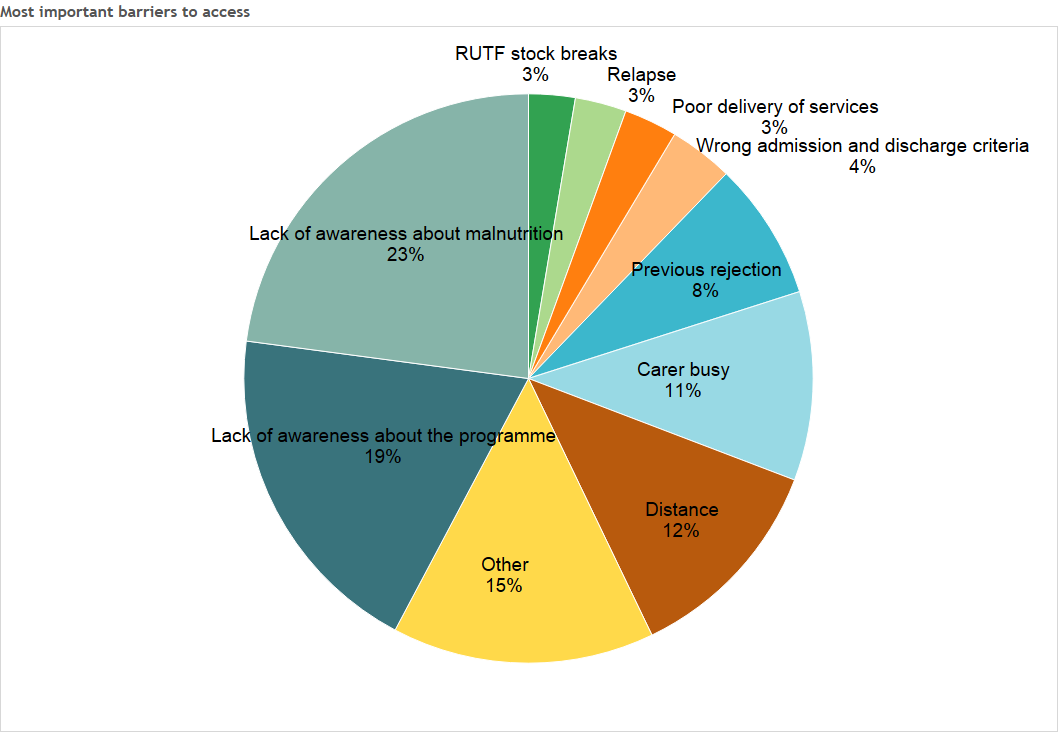 Most important barriers to access
RUTF stock breaks
3%
Relapse
3%
Poor delivery of services
3%
Wrong admission and discharge criteria
4%
Previous rejection
8%
Carer busy
11%
Distance
12%
Other
15%
Lack of awareness about the programme
19%
Lack of awareness about malnutrition
23%